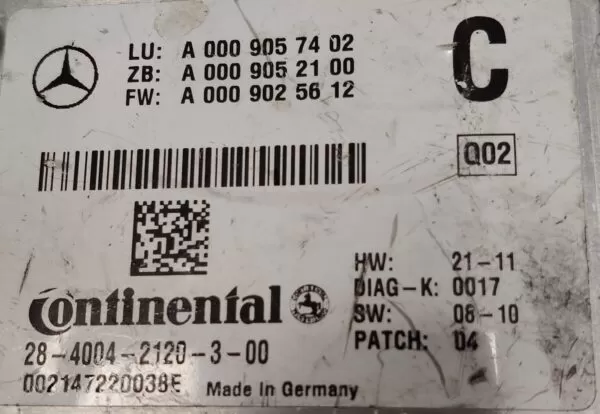 LU: A 000 905 74 02
ZB: A 000 905 21 00
FW: A 000 902 56 12
C
Q02
HW: 21-11
DIAG-K: 0017
SW: 08-10
PATCH: 04
Continental
28-4004-2120-3-00
002147220038E Made in Germany